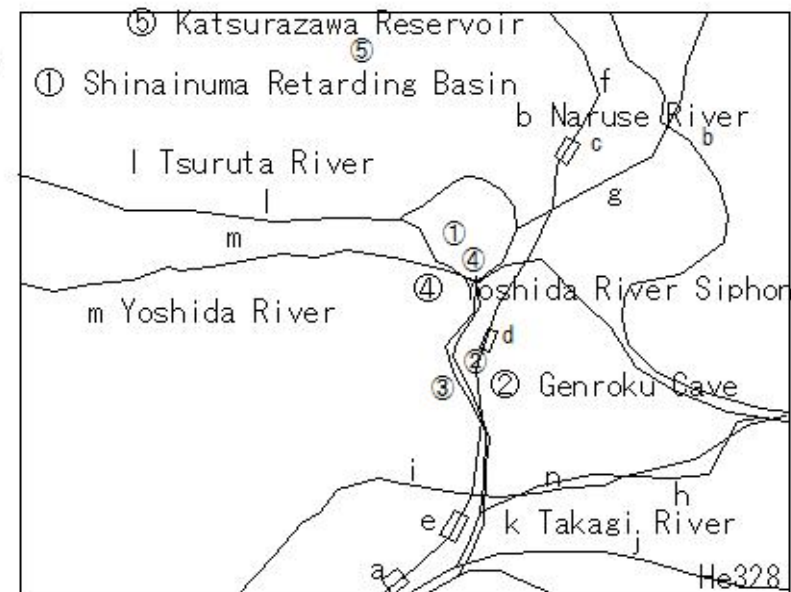 ⑤ Katsurazawa Reservoir
⑤
① Shinainuma Retarding Basin
f
b Naruse River
c
b
l Tsuruta River
l
g
m
①
④
④ Yoshida River Siphon
m Yoshida River
d
②
③
② Genroku Cave
i
n
h
e
k Takagi River
j
a
He328